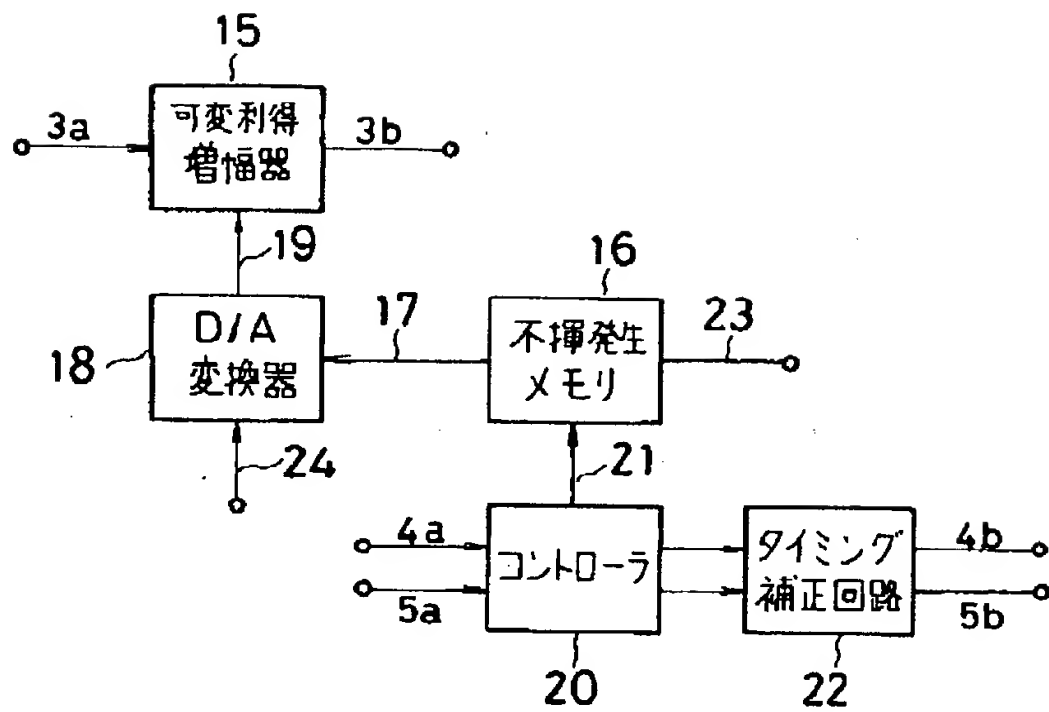 15
3a
可変利得
増幅器
3b
19
16
D/A
変換器
18
17
不揮発生
メモリ
23
24
21
4a
5a
コントローラ
タイミング
補正回路
4b
5b
20
22